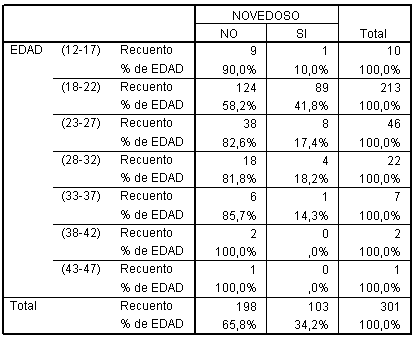 NOVEDOSO
NO SI Total
EDAD (12-17) Recuento 9 1 10
% de EDAD 90,0% 10,0% 100,0%
(18-22) Recuento 124 89 213
% de EDAD 58,2% 41,8% 100,0%
(23-27) Recuento 38 8 46
% de EDAD 82,6% 17,4% 100,0%
(28-32) Recuento 18 4 22
% de EDAD 81,8% 18,2% 100,0%
(33-37) Recuento 6 1 7
% de EDAD 85,7% 14,3% 100,0%
(38-42) Recuento 2 0 2
% de EDAD 100,0% ,0% 100,0%
(43-47) Recuento 1 0 1
% de EDAD 100,0% ,0% 100,0%
Total Recuento 198 103 301
% de EDAD 65,8% 34,2% 100,0%